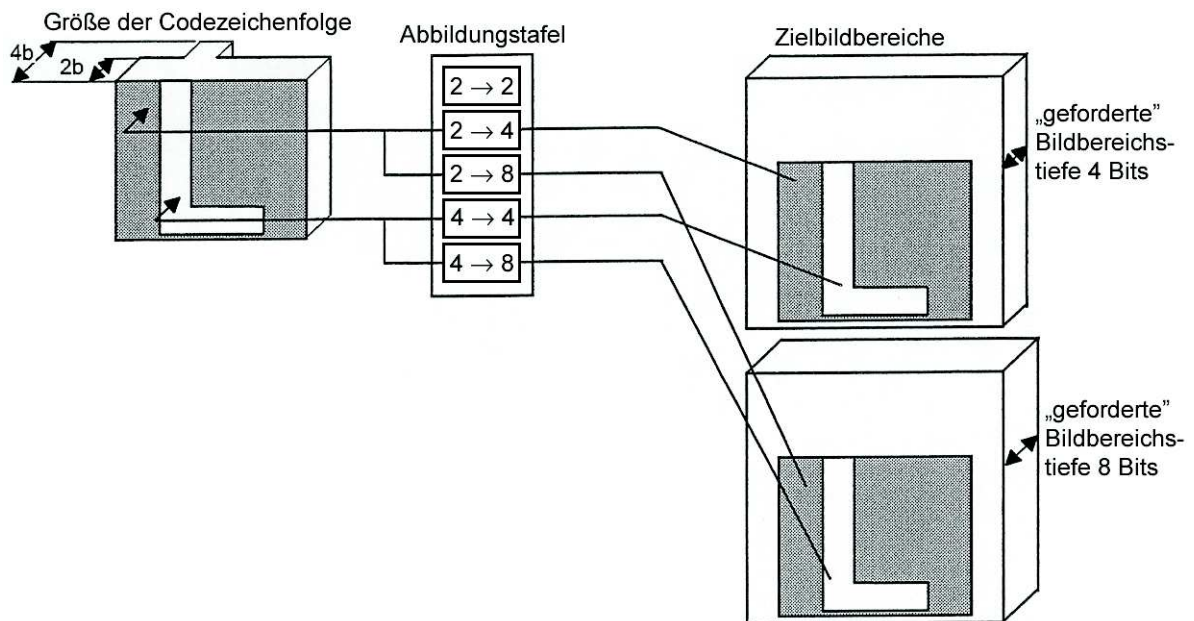 Größe der Codezeichenfolge
4b
2b
Abbildungstafel
2 → 2
2 → 4
2 → 8
4 → 4
4 → 8
Zielbildbereiche
„geforderte”
Bildbereichs-
tiefe 4 Bits
„geforderte”
Bildbereichs-
tiefe 8 Bits